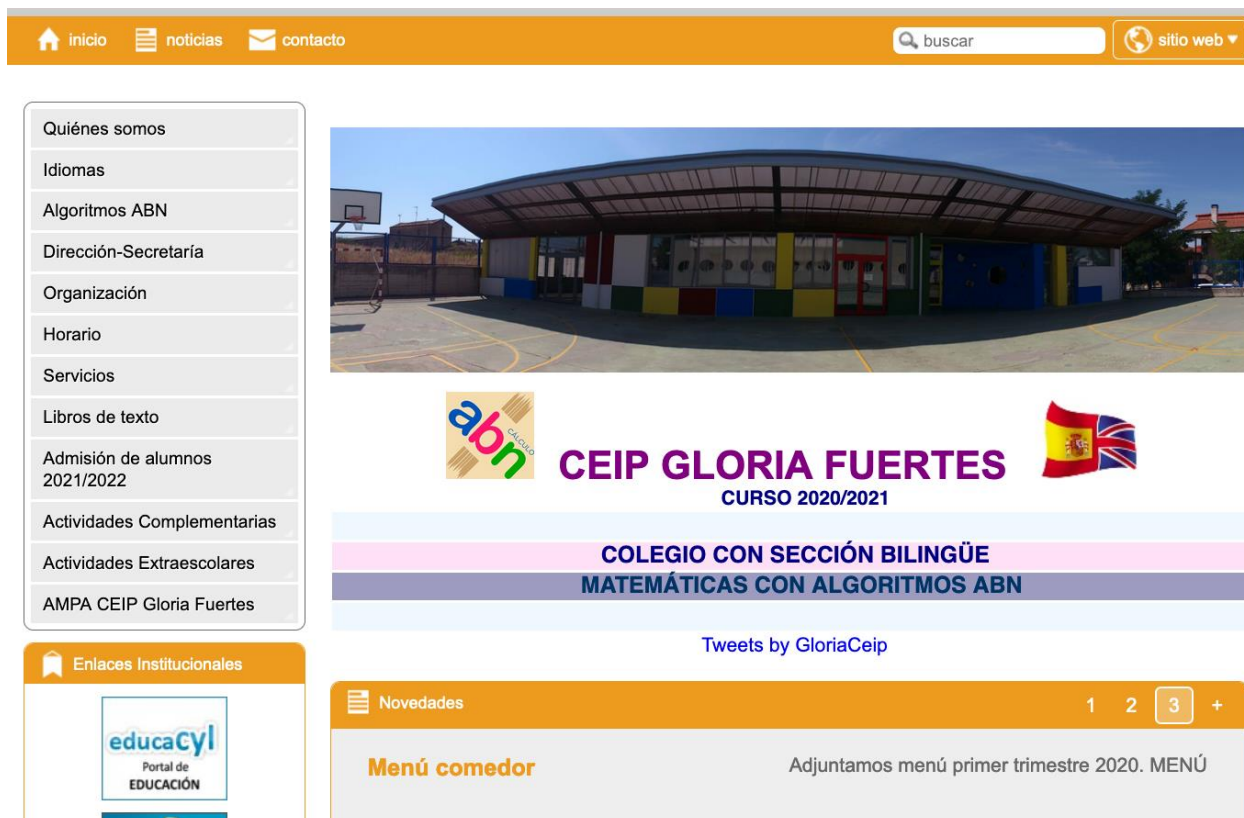 inicio noticias contacto buscar sitio web
Quiénes somos
Idiomas
Algoritmos ABN
Dirección-Secretaría
Organización
Horario
Servicios
Libros de texto
Admisión de alumnos
2021/2022
Actividades Complementarias
Actividades Extraescolares
AMPA CEIP Gloria Fuertes
Enlaces Institucionales
educacyl
Portal de
EDUCACIÓN
abn
CÁLCULO
CEIP GLORIA FUERTES
CURSO 2020/2021
COLEGIO CON SECCIÓN BILINGÜE
MATEMÁTICAS CON ALGORITMOS ABN
Tweets by GloriaCeip
Novedades 1 2 3 +
Menú comedor Adjuntamos menú primer trimestre 2020. MENÚ